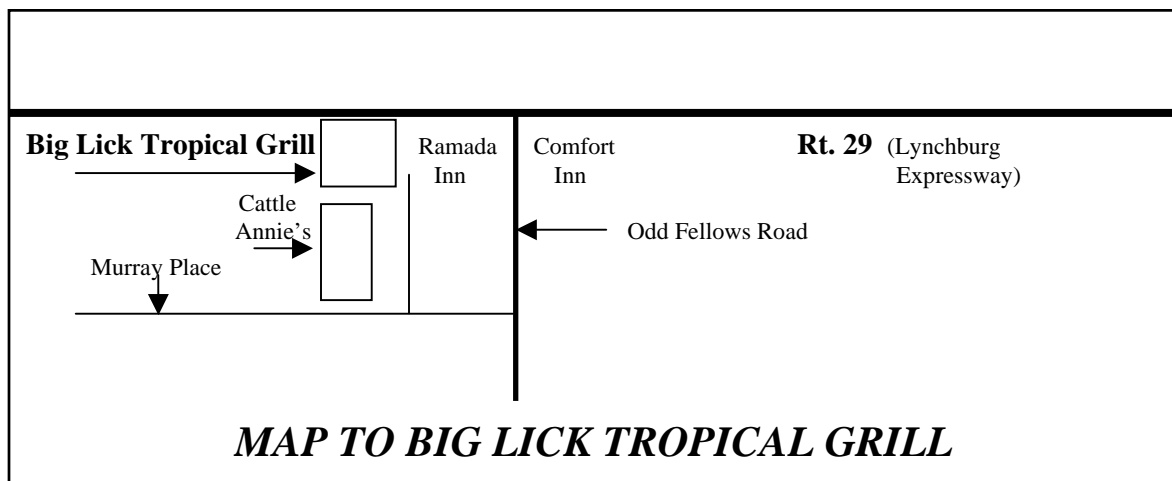 Big Lick Tropical Grill
Ramada
Inn
Comfort
Inn
Rt. 29 (Lynchburg
Expressway)
Cattle
Annie's
Odd Fellows Road
Murray Place
MAP TO BIG LICK TROPICAL GRILL